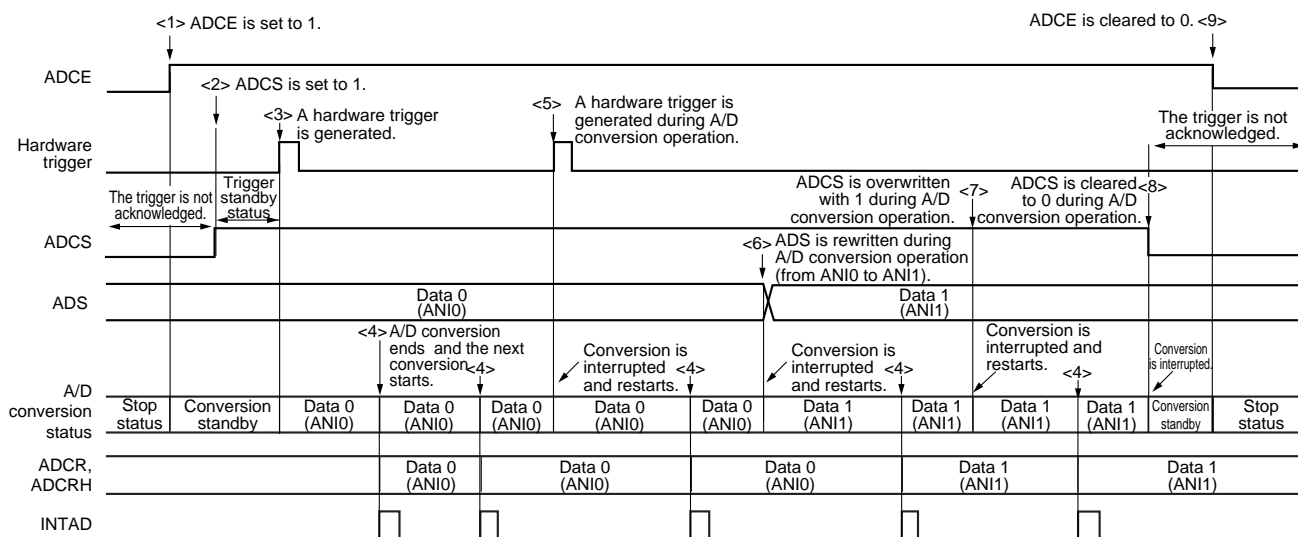 <1> ADCE is set to 1.
ADCE is cleared to 0. <9>
ADCE
<2> ADCS is set to 1.
<3> A hardware trigger
is generated.
<5> A hardware trigger is
generated during A/D
conversion operation.
The trigger is not
acknowledged.
Hardware
trigger
The trigger is not
acknowledged.
Trigger
standby
status
ADCS is overwritten
with 1 during A/D
conversion operation.
<7>
ADCS is cleared
to 0 during A/D
conversion operation.
<8>
ADCS
<6> ADS is rewritten during
A/D conversion operation
(from ANI0 to ANI1).
ADS
Data 0
(ANI0)
Data 1
(ANI1)
<4> A/D conversion
ends and the next
conversion
starts.
<4>
Conversion is
interrupted
and restarts.
<4>
Conversion is
interrupted
and restarts.
<4>
Conversion is
interrupted and
restarts.
<4>
Conversion
is interrupted.
A/D
conversion
status
Stop
status
Conversion
standby
Data 0
(ANI0)
Data 0
(ANI0)
Data 0
(ANI0)
Data 0
(ANI0)
Data 0
(ANI0)
Data 1
(ANI1)
Data 1
(ANI1)
Data 1
(ANI1)
Data 1
(ANI1)
Conversion
standby
Stop
status
ADCR,
ADCRH
Data 0
(ANI0)
Data 0
(ANI0)
Data 0
(ANI0)
Data 1
(ANI1)
Data 1
(ANI1)
INTAD